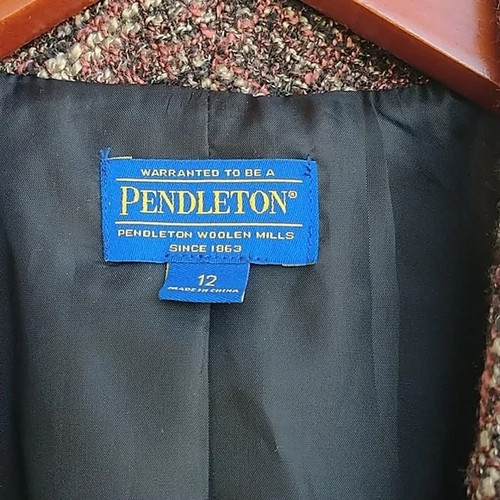 WARRANTED TO BE A
PENDLETON®
PENDLETON WOOLEN MILLS
SINCE 1863
12
MADE IN CHINA